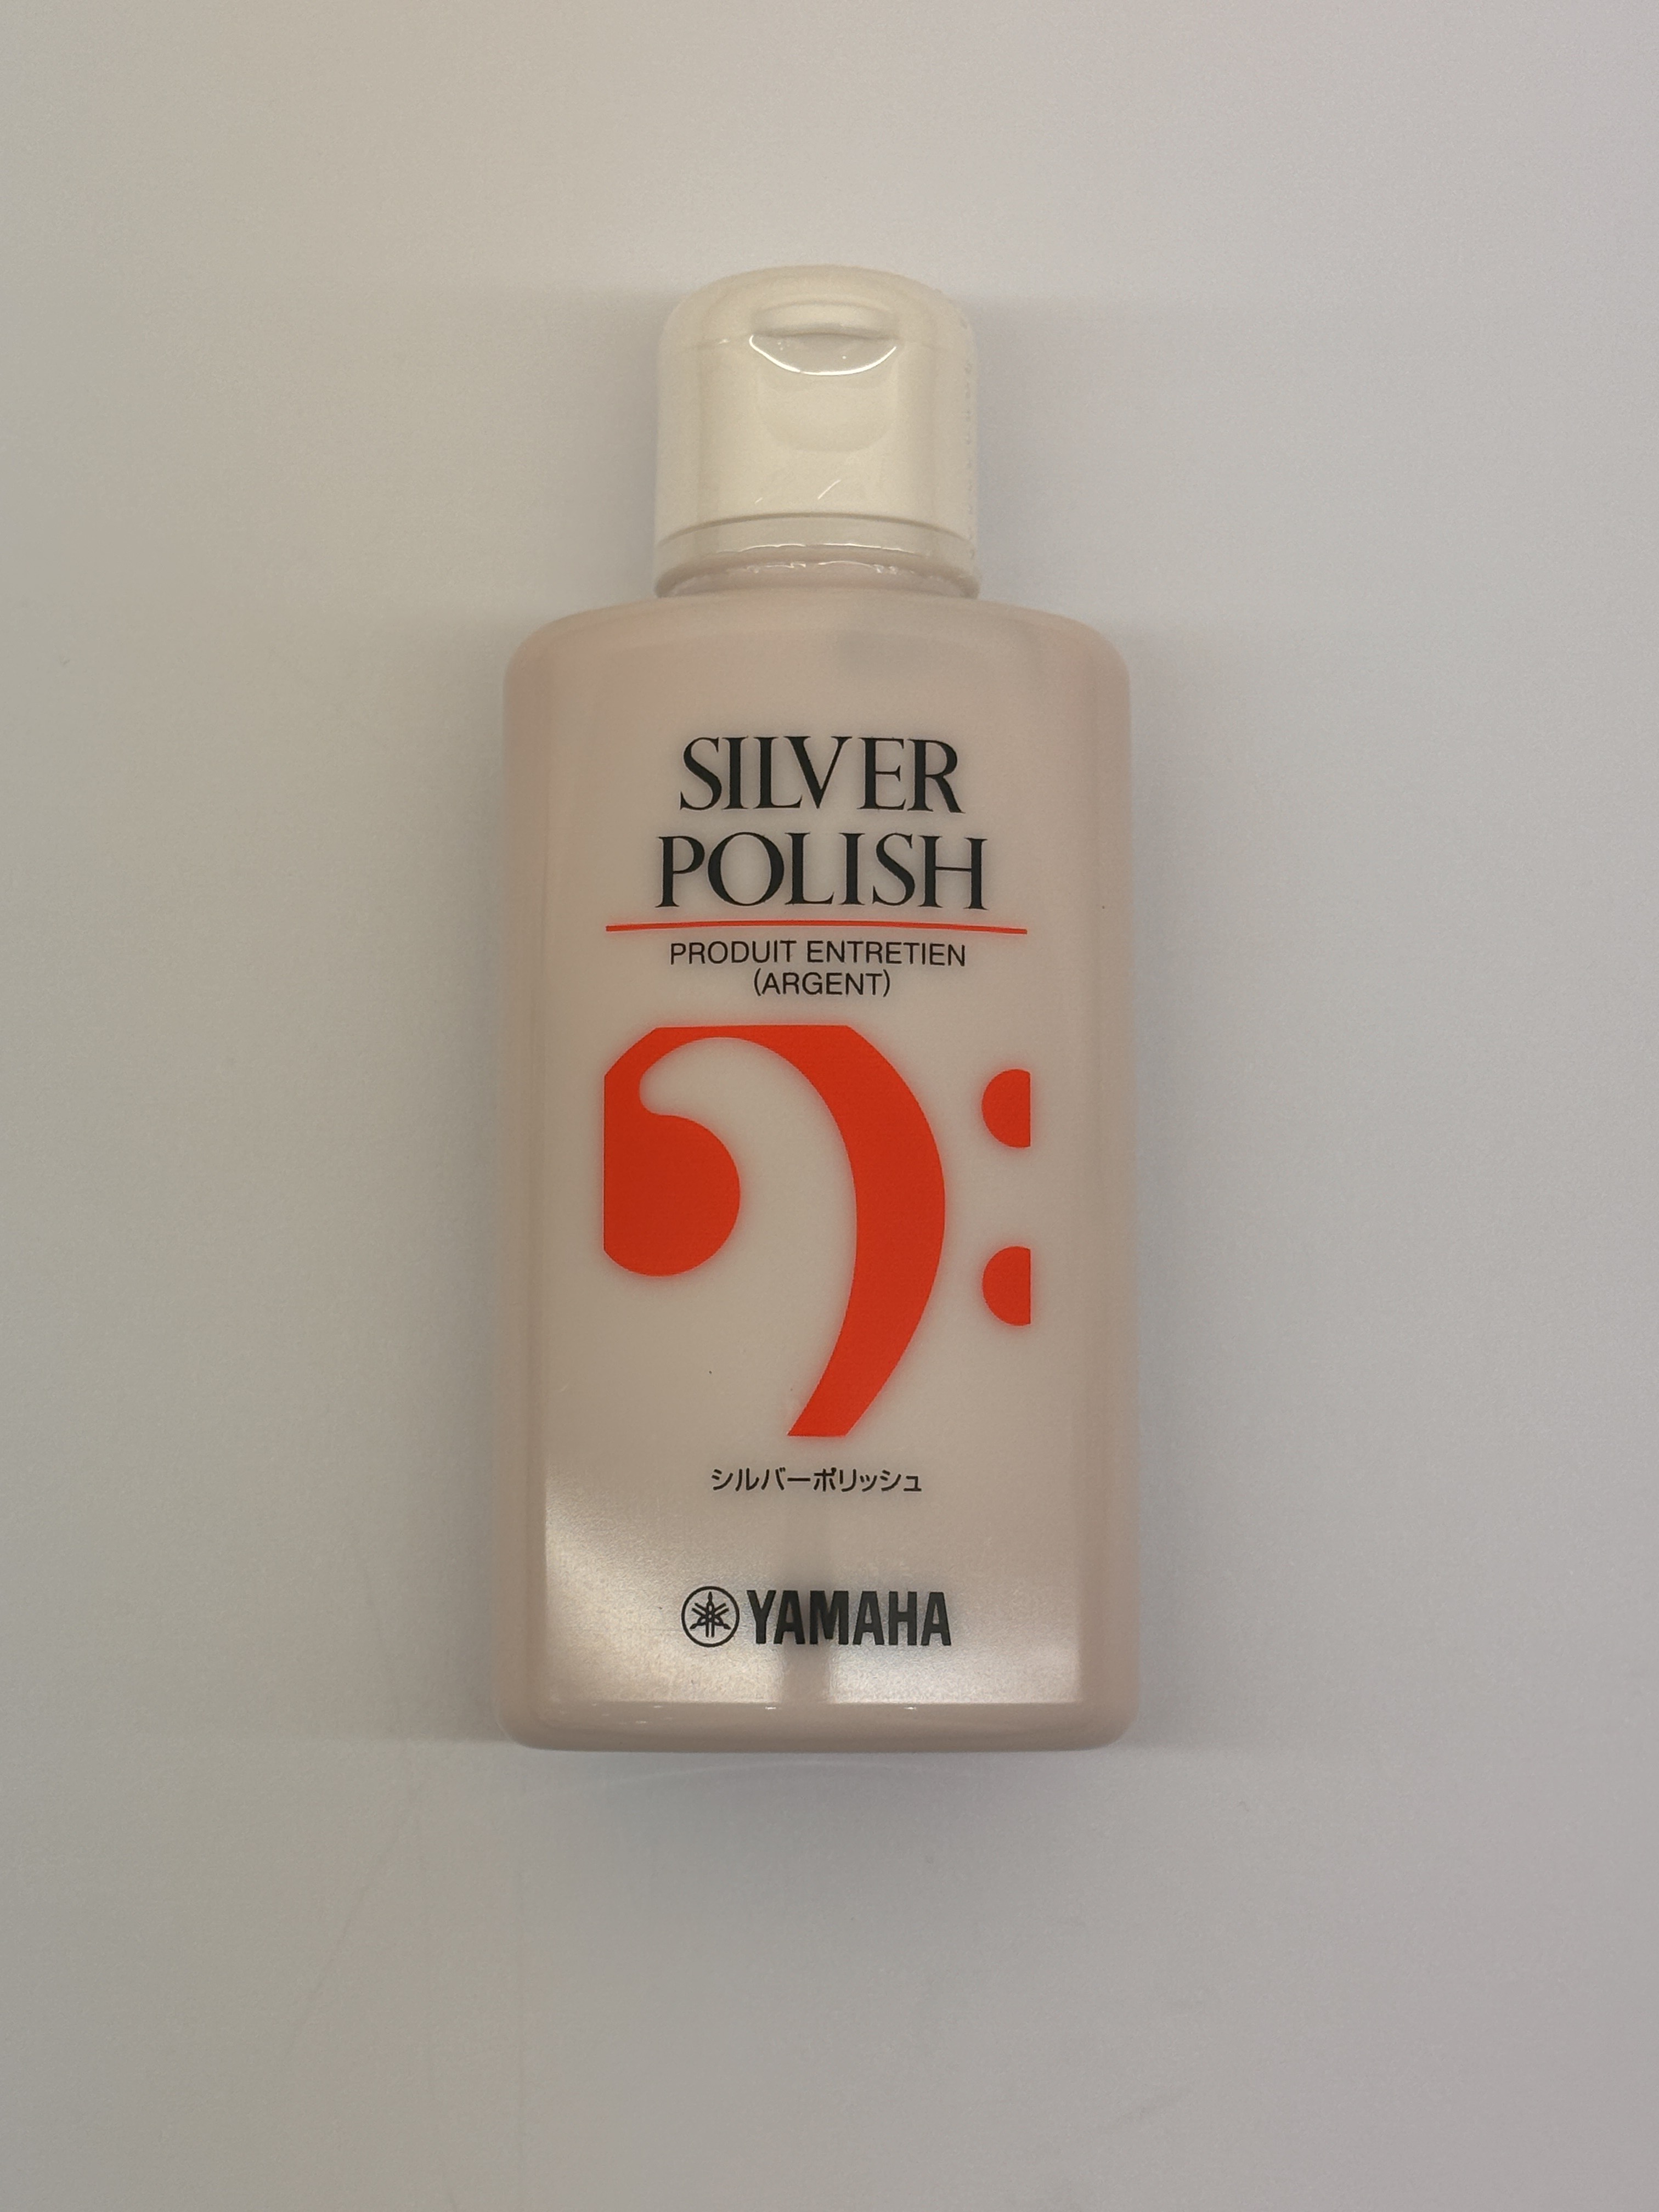 SILVER
POLISH
PRODUIT ENTRETIEN
(ARGENT)
シルバーポリッシュ
YAMAHA